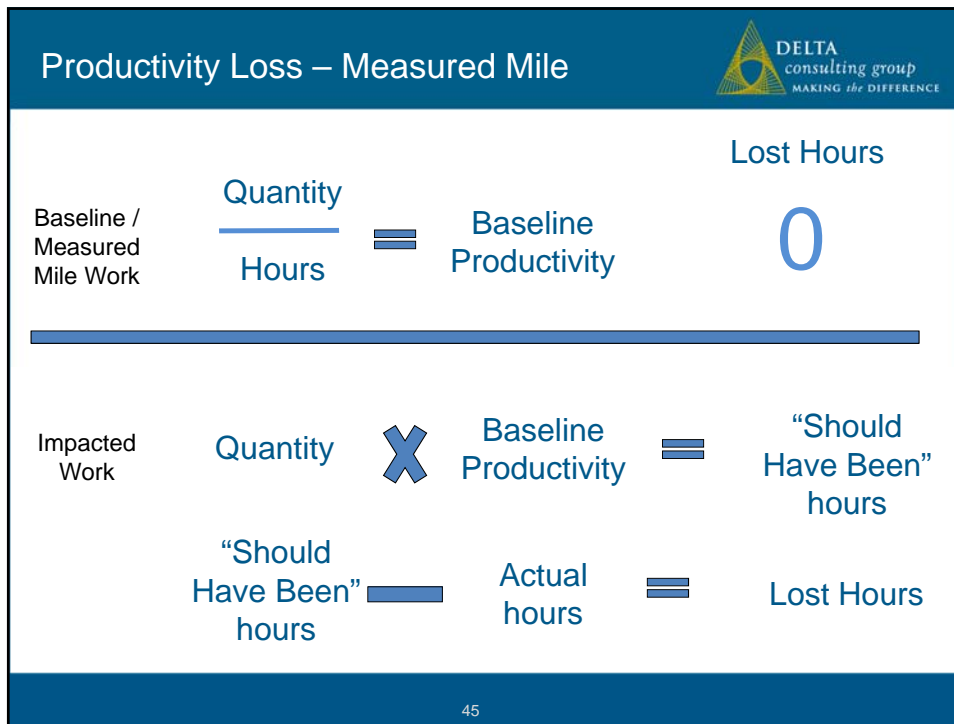 Productivity Loss – Measured Mile
DELTA
consulting group
MAKING the DIFFERENCE
Lost Hours
Baseline /
Measured
Mile Work
Quantity
Hours
=
Baseline
Productivity
0
Impacted
Work
Quantity
×
Baseline
Productivity
=
“Should
Have Been”
hours
“Should
Have Been”
hours
–
Actual
hours
=
Lost Hours
45